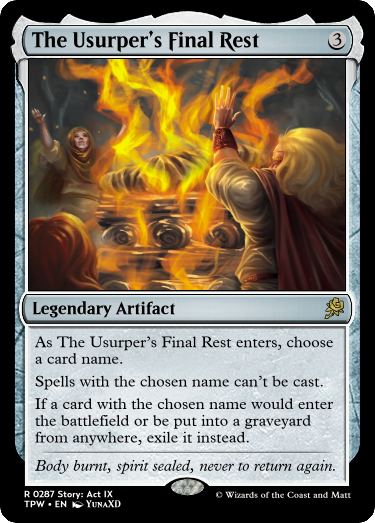 The Usurper's Final Rest 3
Legendary Artifact
As The Usurper's Final Rest enters, choose
a card name.
Spells with the chosen name can't be cast.
If a card with the chosen name would enter
the battlefield or be put into a graveyard
from anywhere, exile it instead.
Body burnt, spirit sealed, never to return again.
R 0287 Story: Act IX
TPW • EN YunaXD
© Wizards of the Coast and Matt